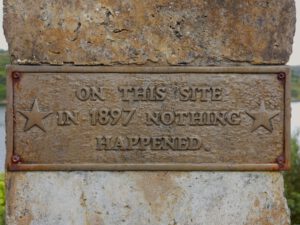 ON THIS SITE
IN 1897 NOTHING
HAPPENED.